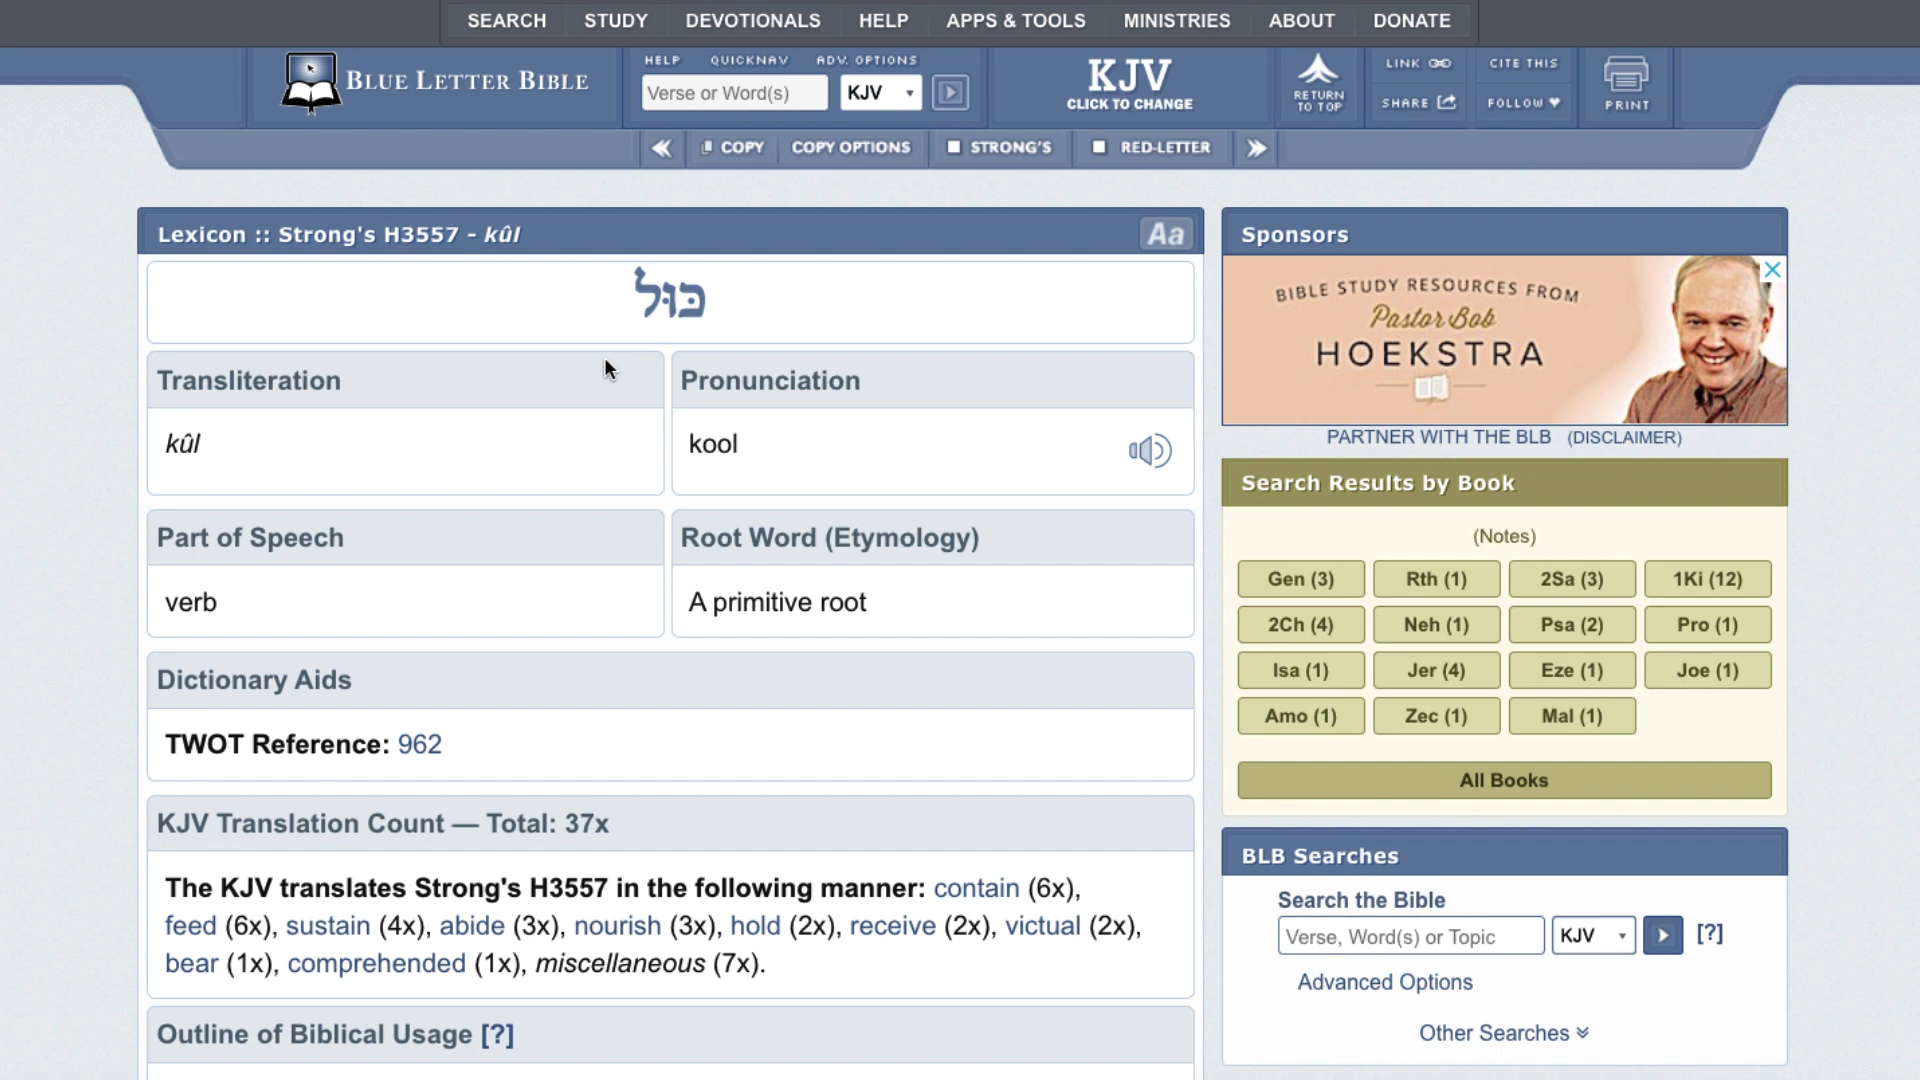 SEARCH STUDY DEVOTIONALS HELP APPS & TOOLS MINISTRIES ABOUT DONATE
BLUE LETTER BIBLE
HELP QUICKNAV ADV. OPTIONS
Verse or Word(s) KJV
KJV
CLICK TO CHANGE
RETURN
TO TOP
LINK
CITE THIS
SHARE
FOLLOW
PRINT
COPY COPY OPTIONS STRONG'S RED-LETTER
Lexicon :: Strong's H3557 - kûl
Aa
כּוּל
Transliteration
kûl
Pronunciation
kool
Part of Speech
verb
Root Word (Etymology)
A primitive root
Dictionary Aids
TWOT Reference: 962
KJV Translation Count — Total: 37x
The KJV translates Strong's H3557 in the following manner: contain (6x),
feed (6x), sustain (4x), abide (3x), nourish (3x), hold (2x), receive (2x), victual (2x),
bear (1x), comprehended (1x), miscellaneous (7x).
Outline of Biblical Usage [?]
Sponsors
BIBLE STUDY RESOURCES FROM
Pastor Bob
HOEKSTRA
PARTNER WITH THE BLB (DISCLAIMER)
Search Results by Book
(Notes)
Gen (3) Rth (1) 2Sa (3) 1Ki (12)
2Ch (4) Neh (1) Psa (2) Pro (1)
Isa (1) Jer (4) Eze (1) Joe (1)
Amo (1) Zec (1) Mal (1)
All Books
BLB Searches
Search the Bible
Verse, Word(s) or Topic KJV [?]
Advanced Options
Other Searches